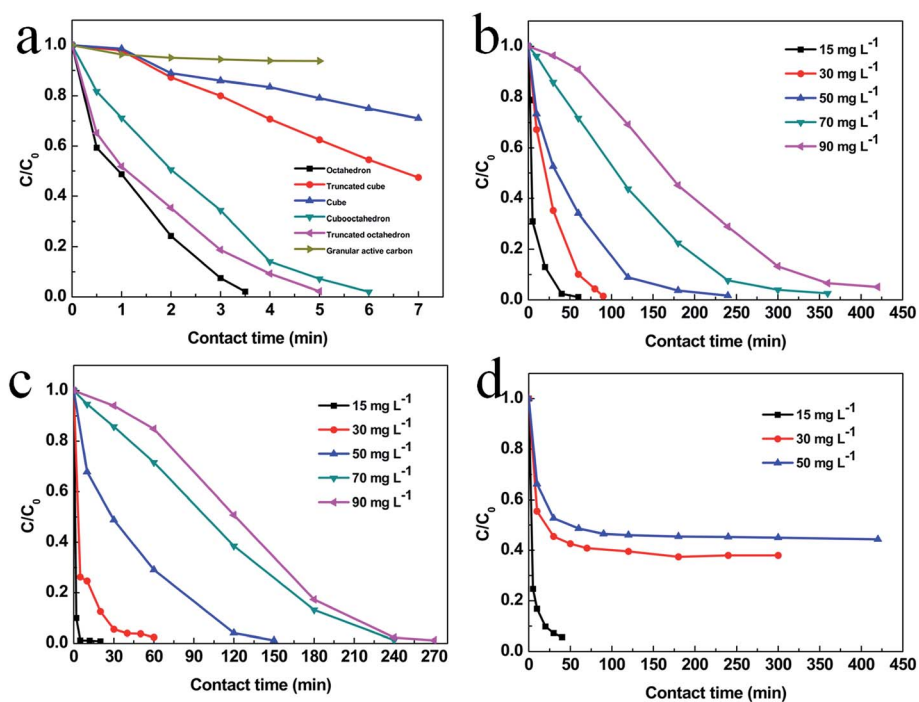 a
1.0
0.8
0.6
0.4
0.2
0.0
C/C0
Octahedron
Truncated cube
Cube
Cubooctahedron
Truncated octahedron
Granular active carbon
0 1 2 3 4 5 6 7
Contact time (min)
b
1.0
0.8
0.6
0.4
0.2
0.0
C/C0
15 mg L-1
30 mg L-1
50 mg L-1
70 mg L-1
90 mg L-1
0 50 100 150 200 250 300 350 400 450
Contact time (min)
c
1.0
0.8
0.6
0.4
0.2
0.0
C/C0
15 mg L-1
30 mg L-1
50 mg L-1
70 mg L-1
90 mg L-1
0 30 60 90 120 150 180 210 240 270
Contact time (min)
d
1.0
0.8
0.6
0.4
0.2
0.0
C/C0
15 mg L-1
30 mg L-1
50 mg L-1
0 50 100 150 200 250 300 350 400 450
Contact time (min)